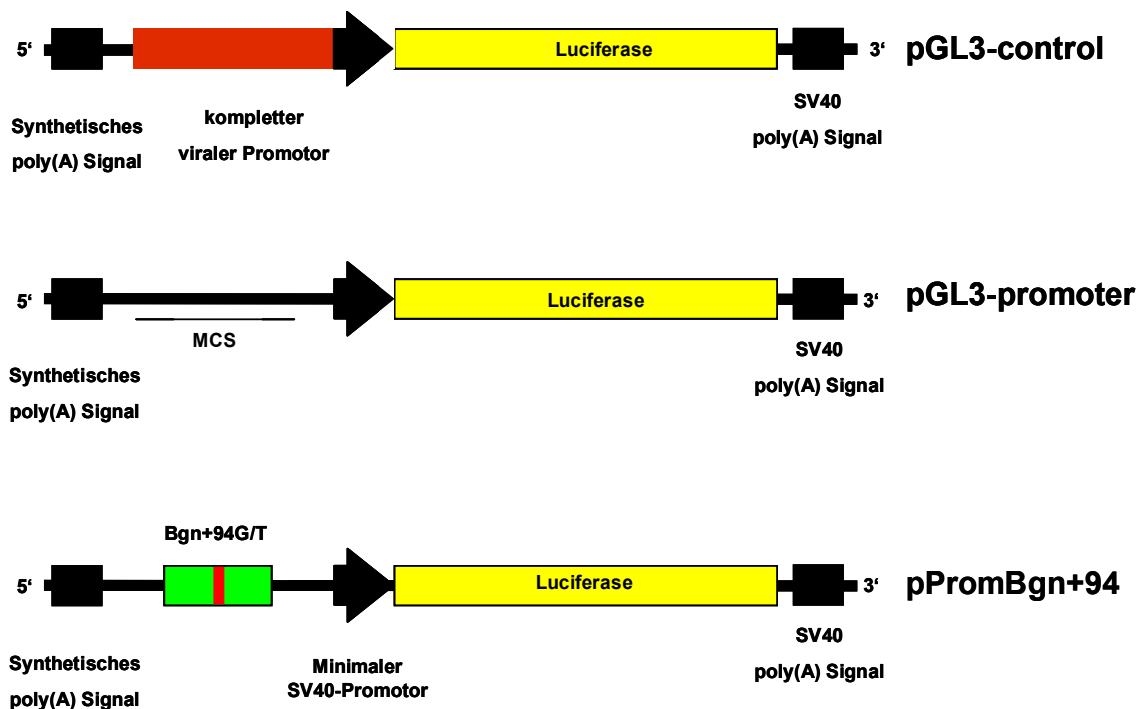 5‘
Luciferase
3‘
pGL3-control
Synthetisches
poly(A) Signal
kompletter
viraler Promotor
SV40
poly(A) Signal
5‘
Luciferase
3‘
pGL3-promoter
MCS
Synthetisches
poly(A) Signal
SV40
poly(A) Signal
Bgn+94G/T
5‘
Luciferase
3‘
pPromBgn+94
Synthetisches
poly(A) Signal
Minimaler
SV40-Promotor
SV40
poly(A) Signal